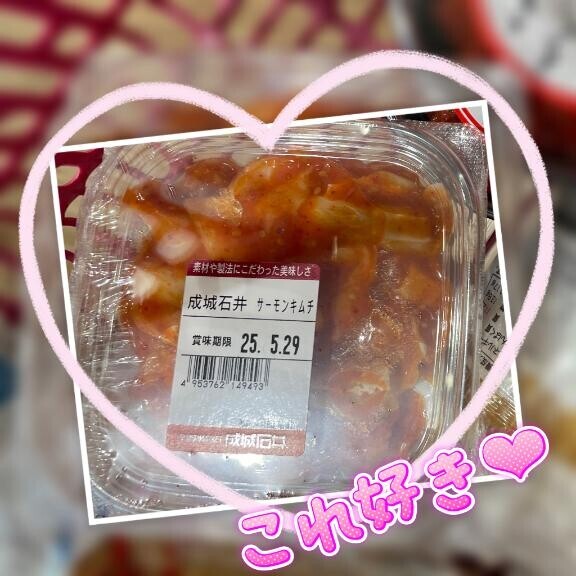 素材や製法にこだわった美味しさ
成城石井 サーモンキムチ
賞味期限 25. 5.29
4 953762 149493
成城石井
これ好き❤